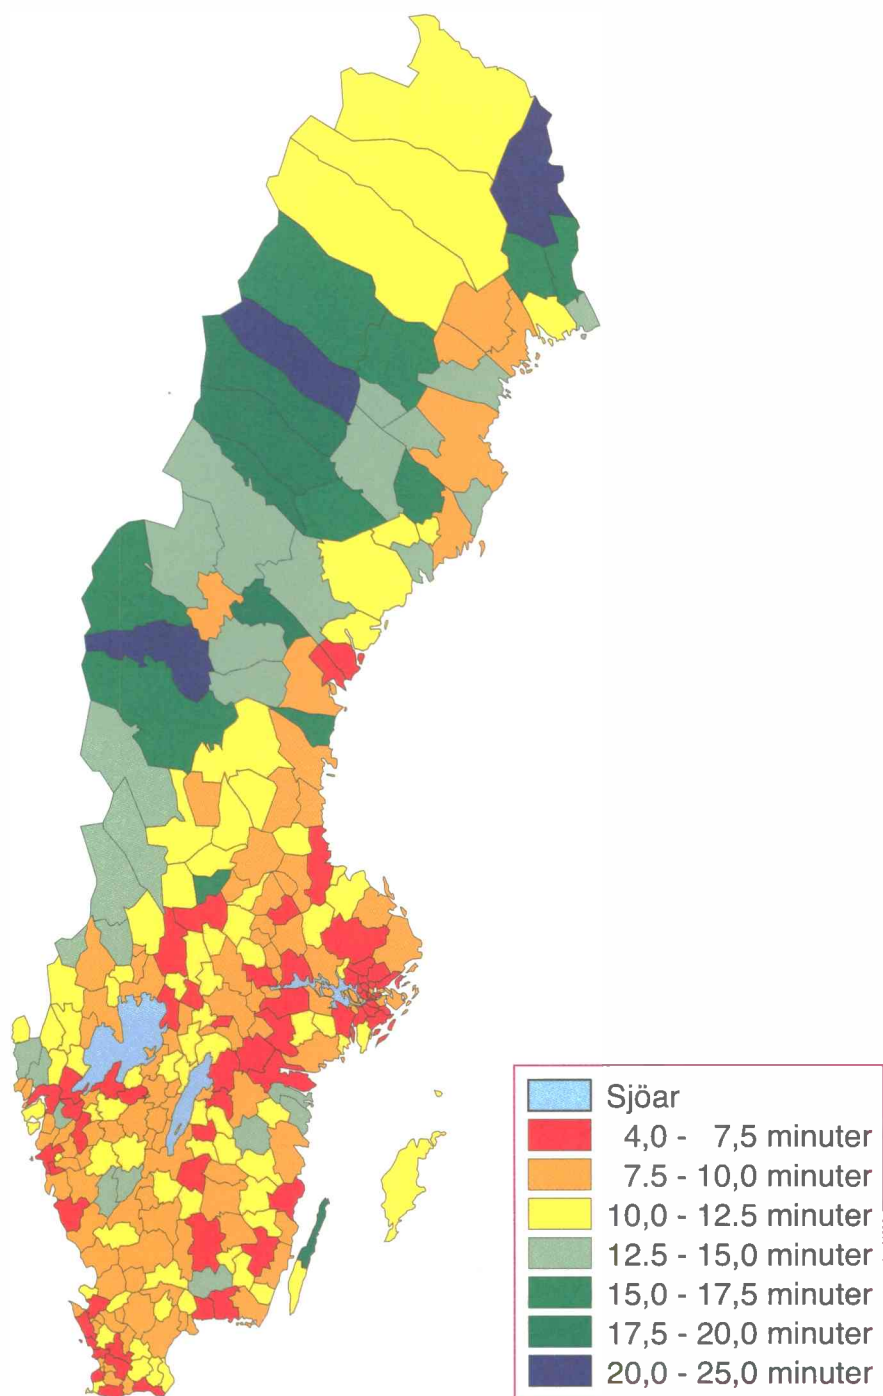 Sjöar
4,0 - 7,5 minuter
7.5 - 10,0 minuter
10,0 - 12.5 minuter
12.5 - 15,0 minuter
15,0 - 17,5 minuter
17,5 - 20,0 minuter
20,0 - 25,0 minuter